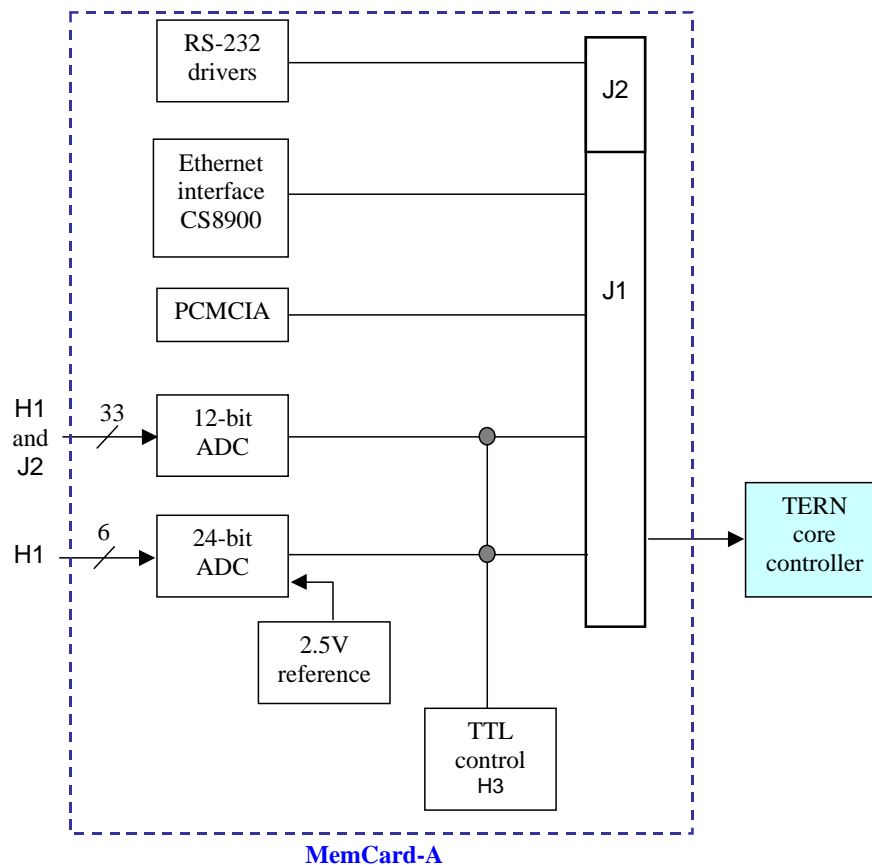 RS-232
drivers
J2
Ethernet
interface
CS8900
J1
PCMCIA
H1
and
J2
33
12-bit
ADC
H1
6
24-bit
ADC
TERN
core
controller
2.5V
reference
TTL
control
H3
MemCard-A